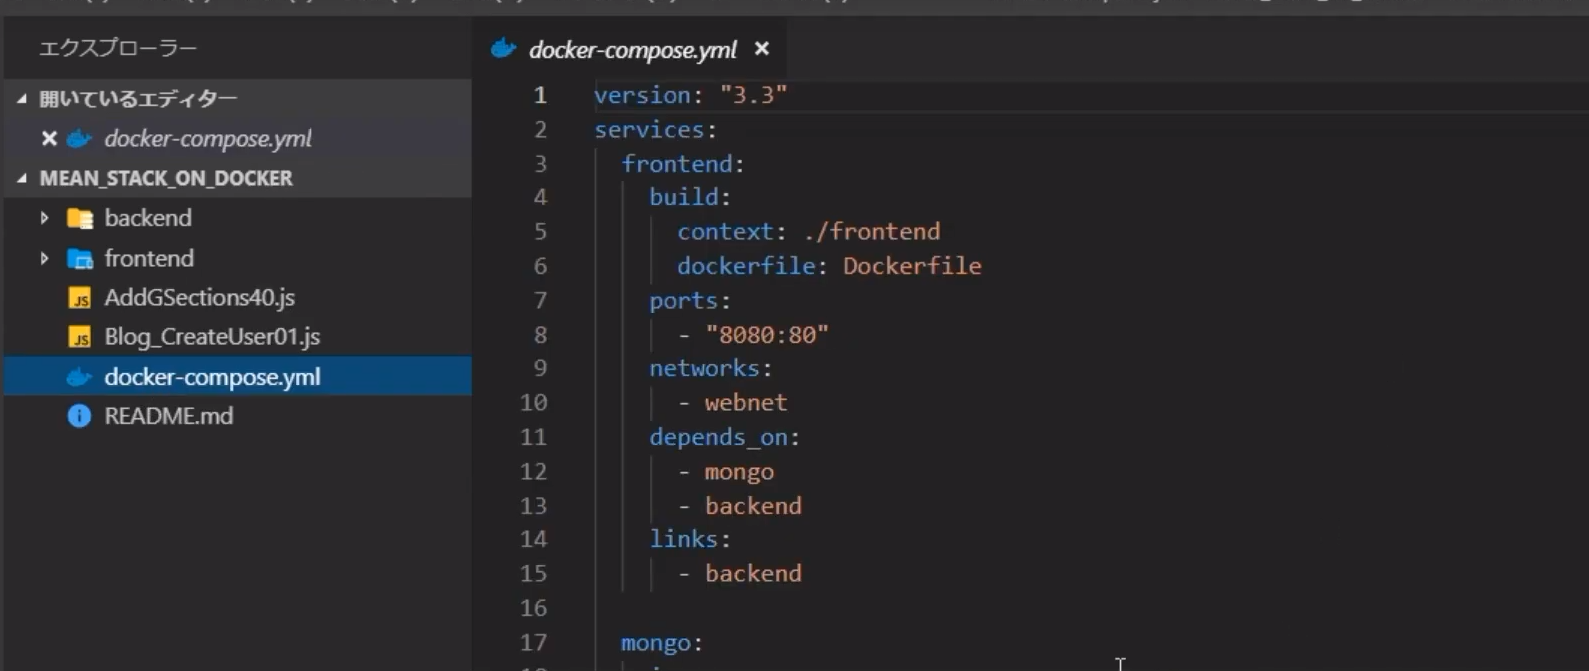 エクスプローラー
開いているエディター
docker-compose.yml
MEAN_STACK_ON_DOCKER
backend
frontend
JS AddGSections40.js
JS Blog_CreateUser01.js
docker-compose.yml
README.md
docker-compose.yml
1 version: "3.3"
2 services:
3 frontend:
4 build:
5 context: ./frontend
6 dockerfile: Dockerfile
7 ports:
8 - "8080:80"
9 networks:
10 - webnet
11 depends_on:
12 - mongo
13 - backend
14 links:
15 - backend
16
17 mongo: